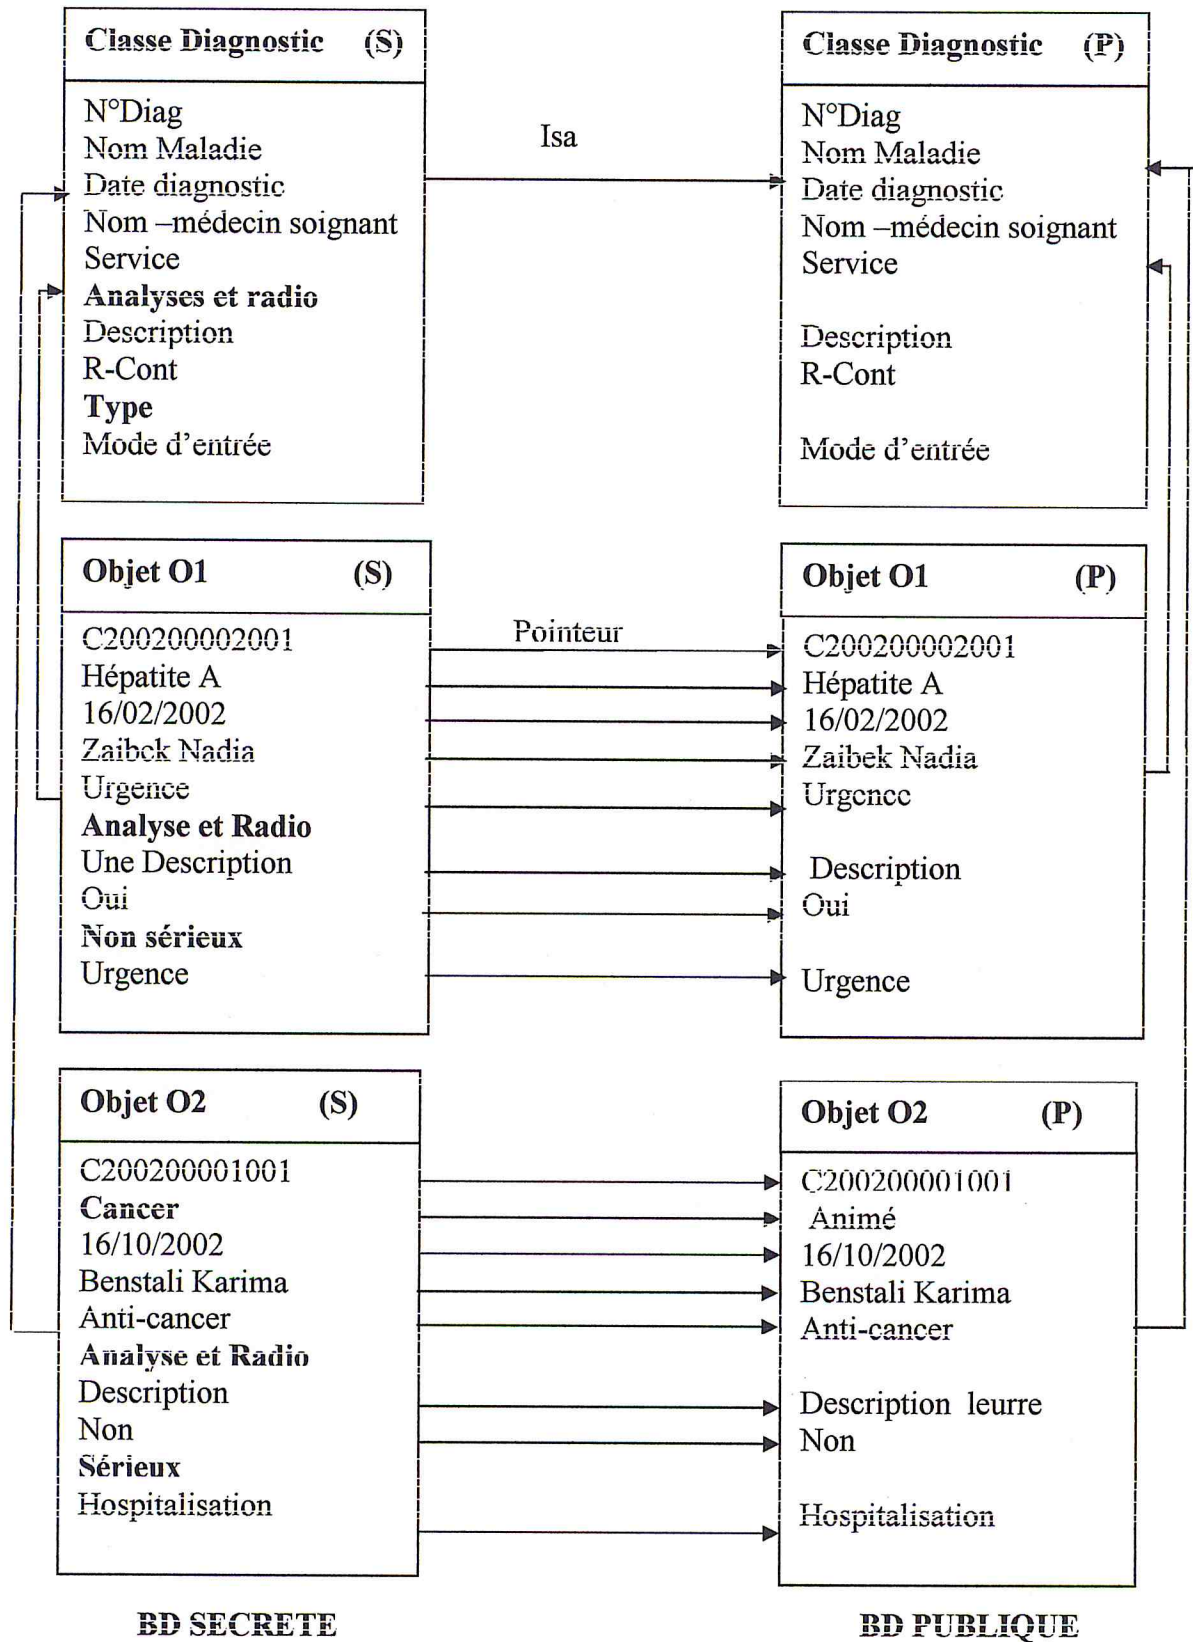 Classe Diagnostic (S)
N°Diag
Nom Maladie
Date diagnostic
Nom –médecin soignant
Service
Analyses et radio
Description
R-Cont
Type
Mode d'entrée
Isa
Classe Diagnostic (P)
N°Diag
Nom Maladie
Date diagnostic
Nom –médecin soignant
Service
Description
R-Cont
Mode d'entrée
Objet O1 (S)
C200200002001
Hépatite A
16/02/2002
Zaibek Nadia
Urgence
Analyse et Radio
Une Description
Oui
Non sérieux
Urgence
Pointeur
Objet O1 (P)
C200200002001
Hépatite A
16/02/2002
Zaibek Nadia
Urgence
Description
Oui
Urgence
Objet O2 (S)
C200200001001
Cancer
16/10/2002
Benstali Karima
Anti-cancer
Analyse et Radio
Description
Non
Sérieux
Hospitalisation
Objet O2 (P)
C200200001001
Animé
16/10/2002
Benstali Karima
Anti-cancer
Description leurre
Non
Hospitalisation
BD SECRETE
BD PUBLIQUE